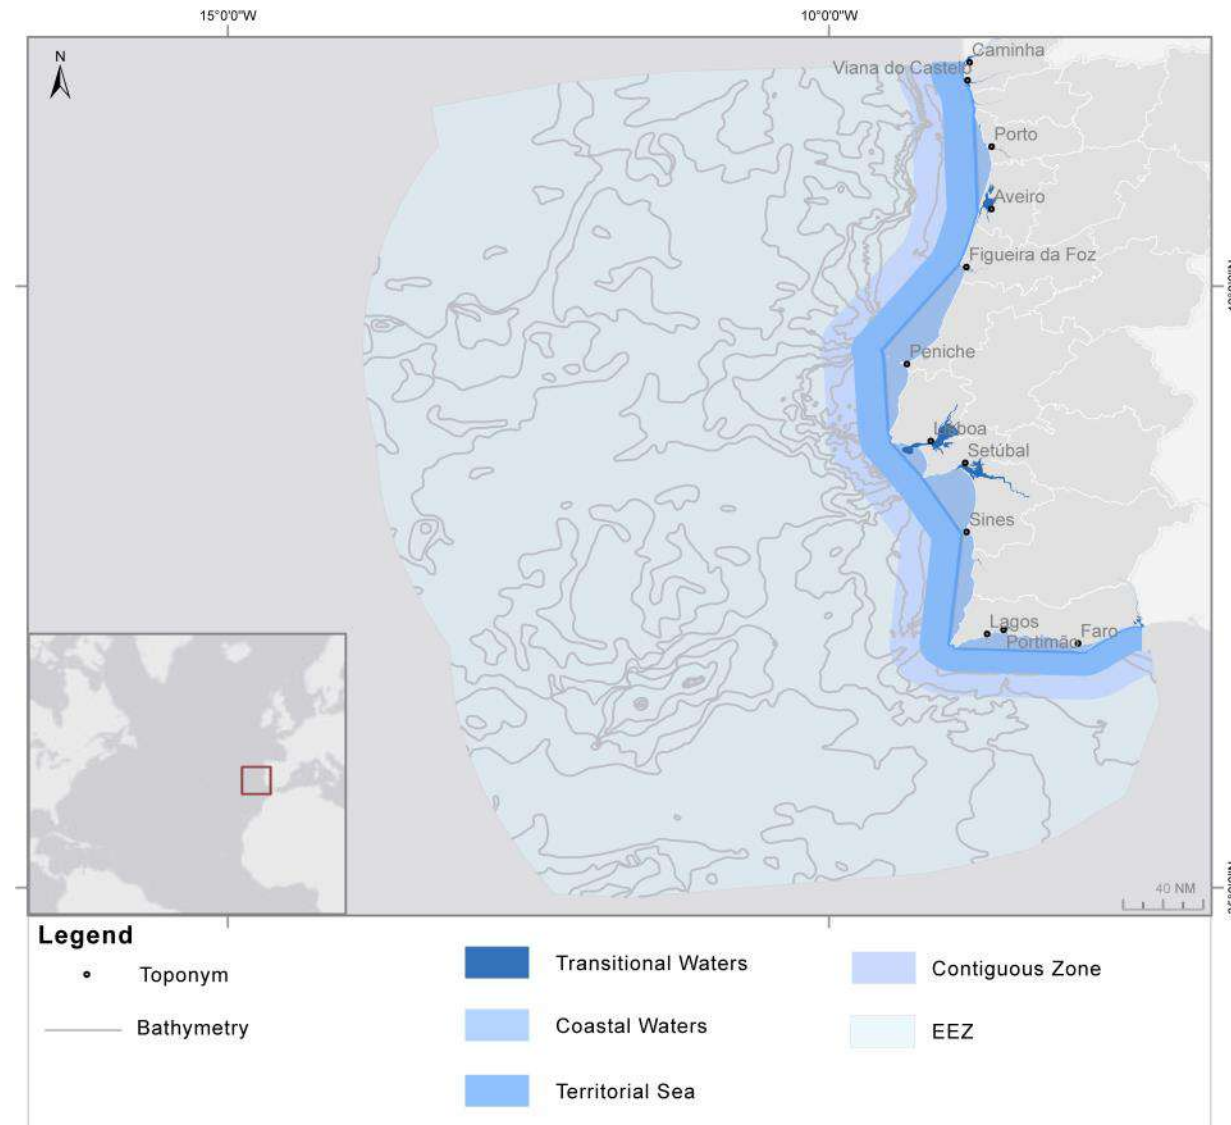 15°0'0"W
10°0'0"W
N
Caminha
Viana do Castelo
Porto
Aveiro
Figueira da Foz
Peniche
Lisboa
Setúbal
Sines
Lagos
Portimão
Faro
40 NM
Legend
Toponym
Bathymetry
Transitional Waters
Coastal Waters
Territorial Sea
Contiguous Zone
EEZ